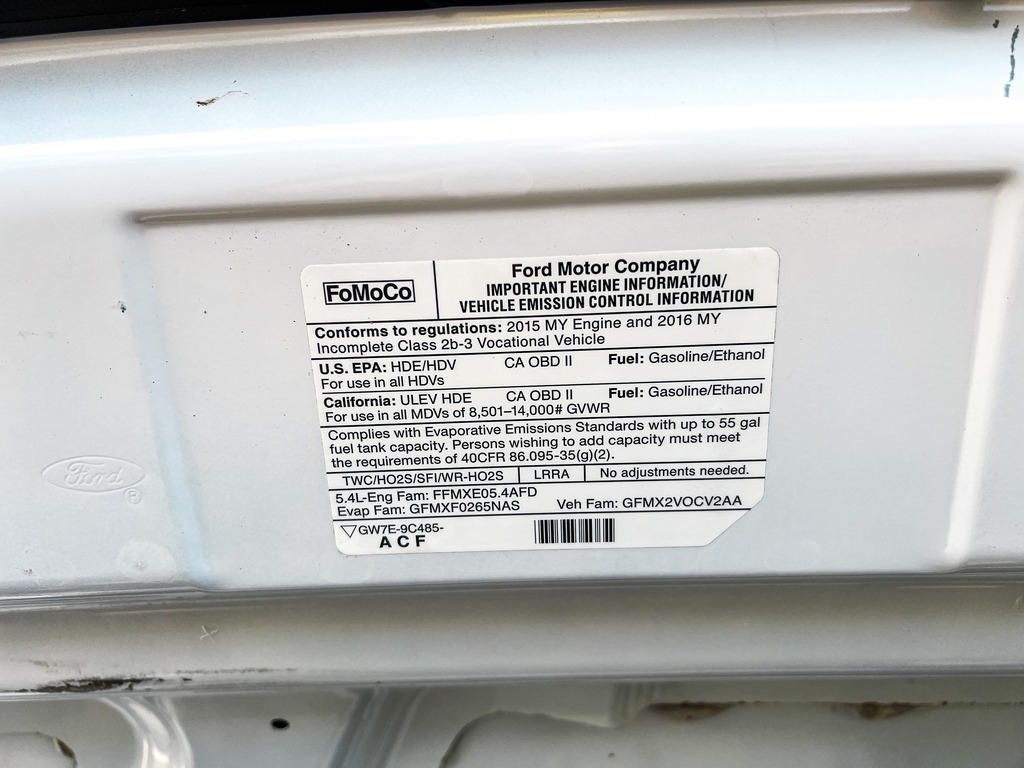 FoMoCo
Ford Motor Company
IMPORTANT ENGINE INFORMATION/
VEHICLE EMISSION CONTROL INFORMATION
Conforms to regulations: 2015 MY Engine and 2016 MY
Incomplete Class 2b-3 Vocational Vehicle
U.S. EPA: HDE/HDV CA OBD II Fuel: Gasoline/Ethanol
For use in all HDVs
California: ULEV HDE CA OBD II Fuel: Gasoline/Ethanol
For use in all MDVs of 8,501–14,000# GVWR
Complies with Evaporative Emissions Standards with up to 55 gal
fuel tank capacity. Persons wishing to add capacity must meet
the requirements of 40CFR 86.095-35(g)(2).
TWC/HO2S/SFI/WR-HO2S LRRA No adjustments needed.
5.4L-Eng Fam: FFMXE05.4AFD
Evap Fam: GFMXF0265NAS Veh Fam: GFMX2VOCV2AA
GW7E-9C485-
A C F
Ford ®